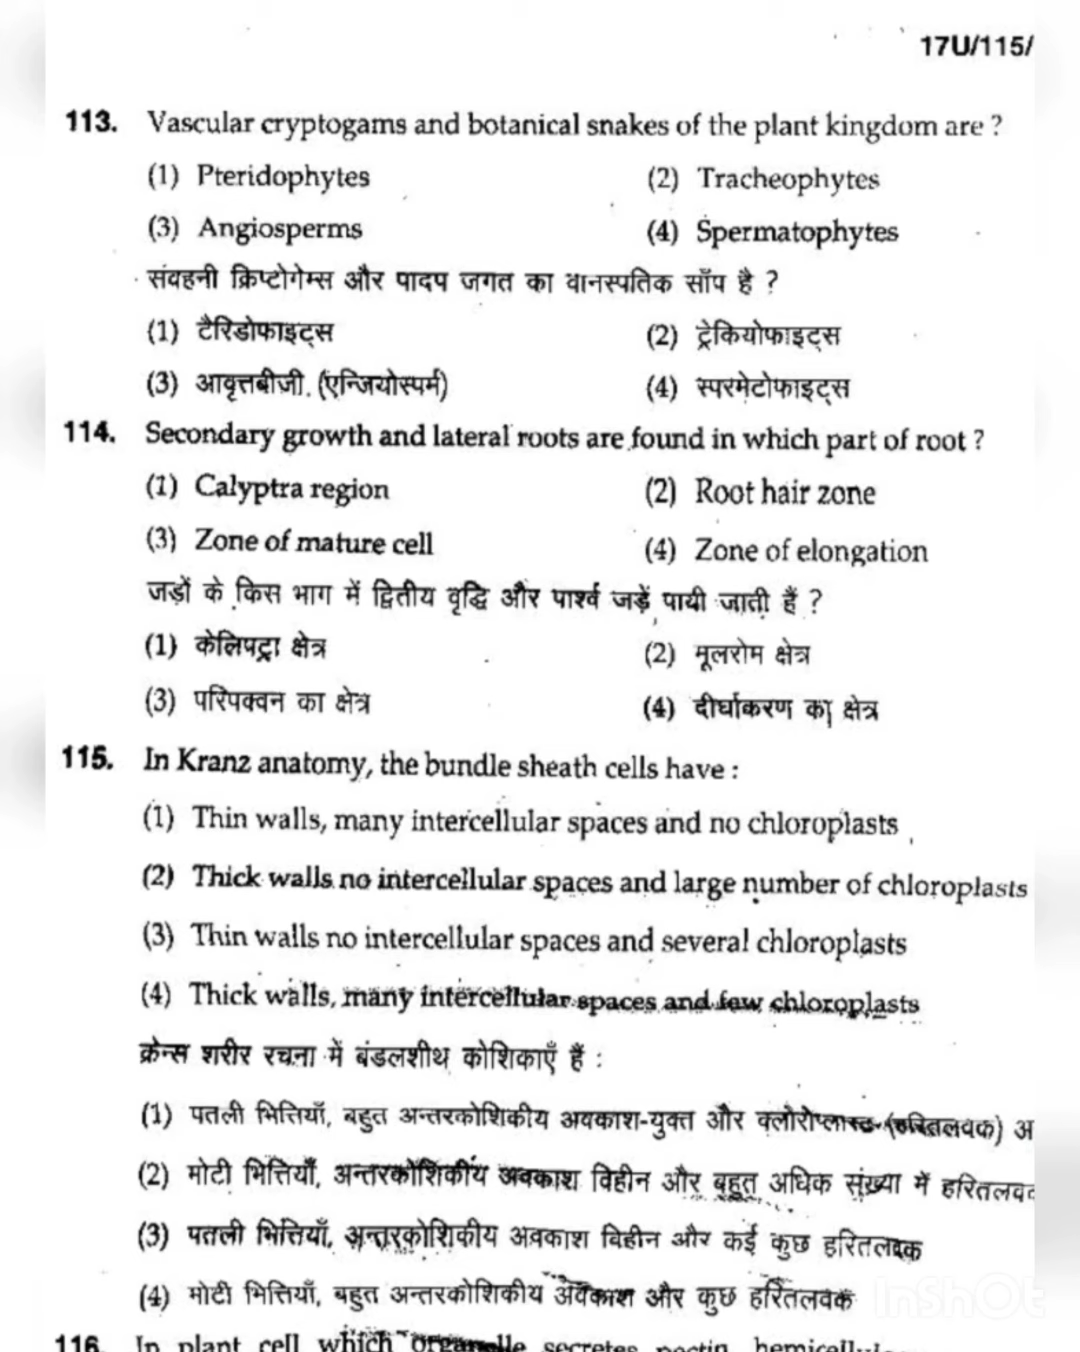 17U/115/
113. Vascular cryptogams and botanical snakes of the plant kingdom are ?
(1) Pteridophytes (2) Tracheophytes
(3) Angiosperms (4) Spermatophytes
संवहनी क्रिप्टोगेम्स और पादप जगत का वानस्पतिक साँप है ?
(1) टैरिडोफाइट्स (2) ट्रेकियोफाइट्स
(3) आवृत्तबीजी. (एन्जियोस्पर्म) (4) स्परमेटोफाइट्स
114. Secondary growth and lateral roots are found in which part of root ?
(1) Calyptra region (2) Root hair zone
(3) Zone of mature cell (4) Zone of elongation
जड़ों के किस भाग में द्वितीय वृद्धि और पार्श्व जड़ें पायी जाती हैं ?
(1) केलिपट्रा क्षेत्र (2) मूलरोम क्षेत्र
(3) परिपक्वन का क्षेत्र (4) दीर्घाकरण का क्षेत्र
115. In Kranz anatomy, the bundle sheath cells have :
(1) Thin walls, many intercellular spaces and no chloroplasts
(2) Thick walls no intercellular spaces and large number of chloroplasts
(3) Thin walls no intercellular spaces and several chloroplasts
(4) Thick walls, many intercellular spaces and few chloroplasts
क्रेन्स शरीर रचना में बंडलशीथ कोशिकाएँ हैं :
(1) पतली भित्तियाँ, बहुत अन्तरकोशिकीय अवकाश-युक्त और क्लोरोप्लास्ट (हरितलवक) अ
(2) मोटी भित्तियाँ, अन्तरकोशिकीय अवकाश विहीन और बहुत अधिक संख्या में हरितलवक
(3) पतली भित्तियाँ, अन्तरकोशिकीय अवकाश विहीन और कई कुछ हरितलवक
(4) मोटी भित्तियाँ, बहुत अन्तरकोशिकीय अवकाश और कुछ हरितलवक
InShOt
116. In plant cell which organelle secretes pectin, hemicellul